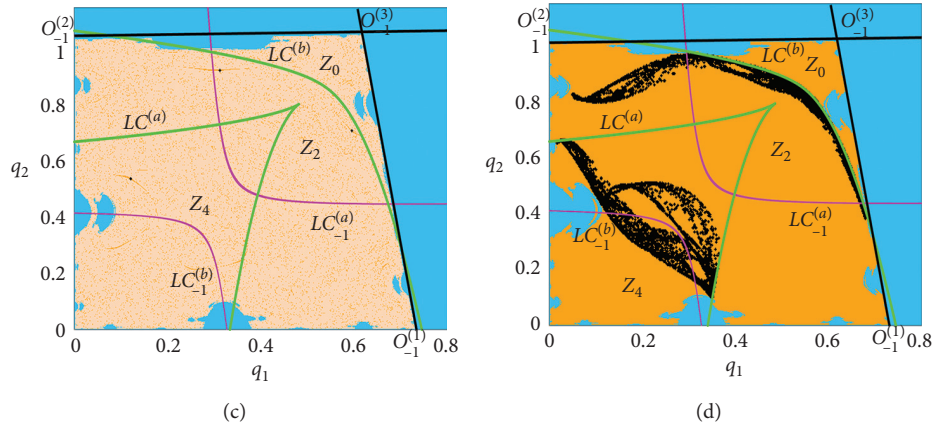 O_{-1}^{(2)} O_{-1}^{(3)}
1 LC^{(b)} Z_0
0.8 LC^{(a)}
0.6 Z_2
q_2
0.4 Z_4 LC_{-1}^{(a)}
0.2 LC_{-1}^{(b)}
0 O_{-1}^{(1)}
0 0.2 0.4 0.6 0.8
q_1
(c)
O_{-1}^{(2)} O_{-1}^{(3)}
1 LC^{(b)} Z_0
0.8 LC^{(a)}
0.6 Z_2
q_2
0.4 LC_{-1}^{(a)}
0.2 LC_{-1}^{(b)}
Z_4
0 O_{-1}^{(1)}
0 0.2 0.4 0.6 0.8
q_1
(d)